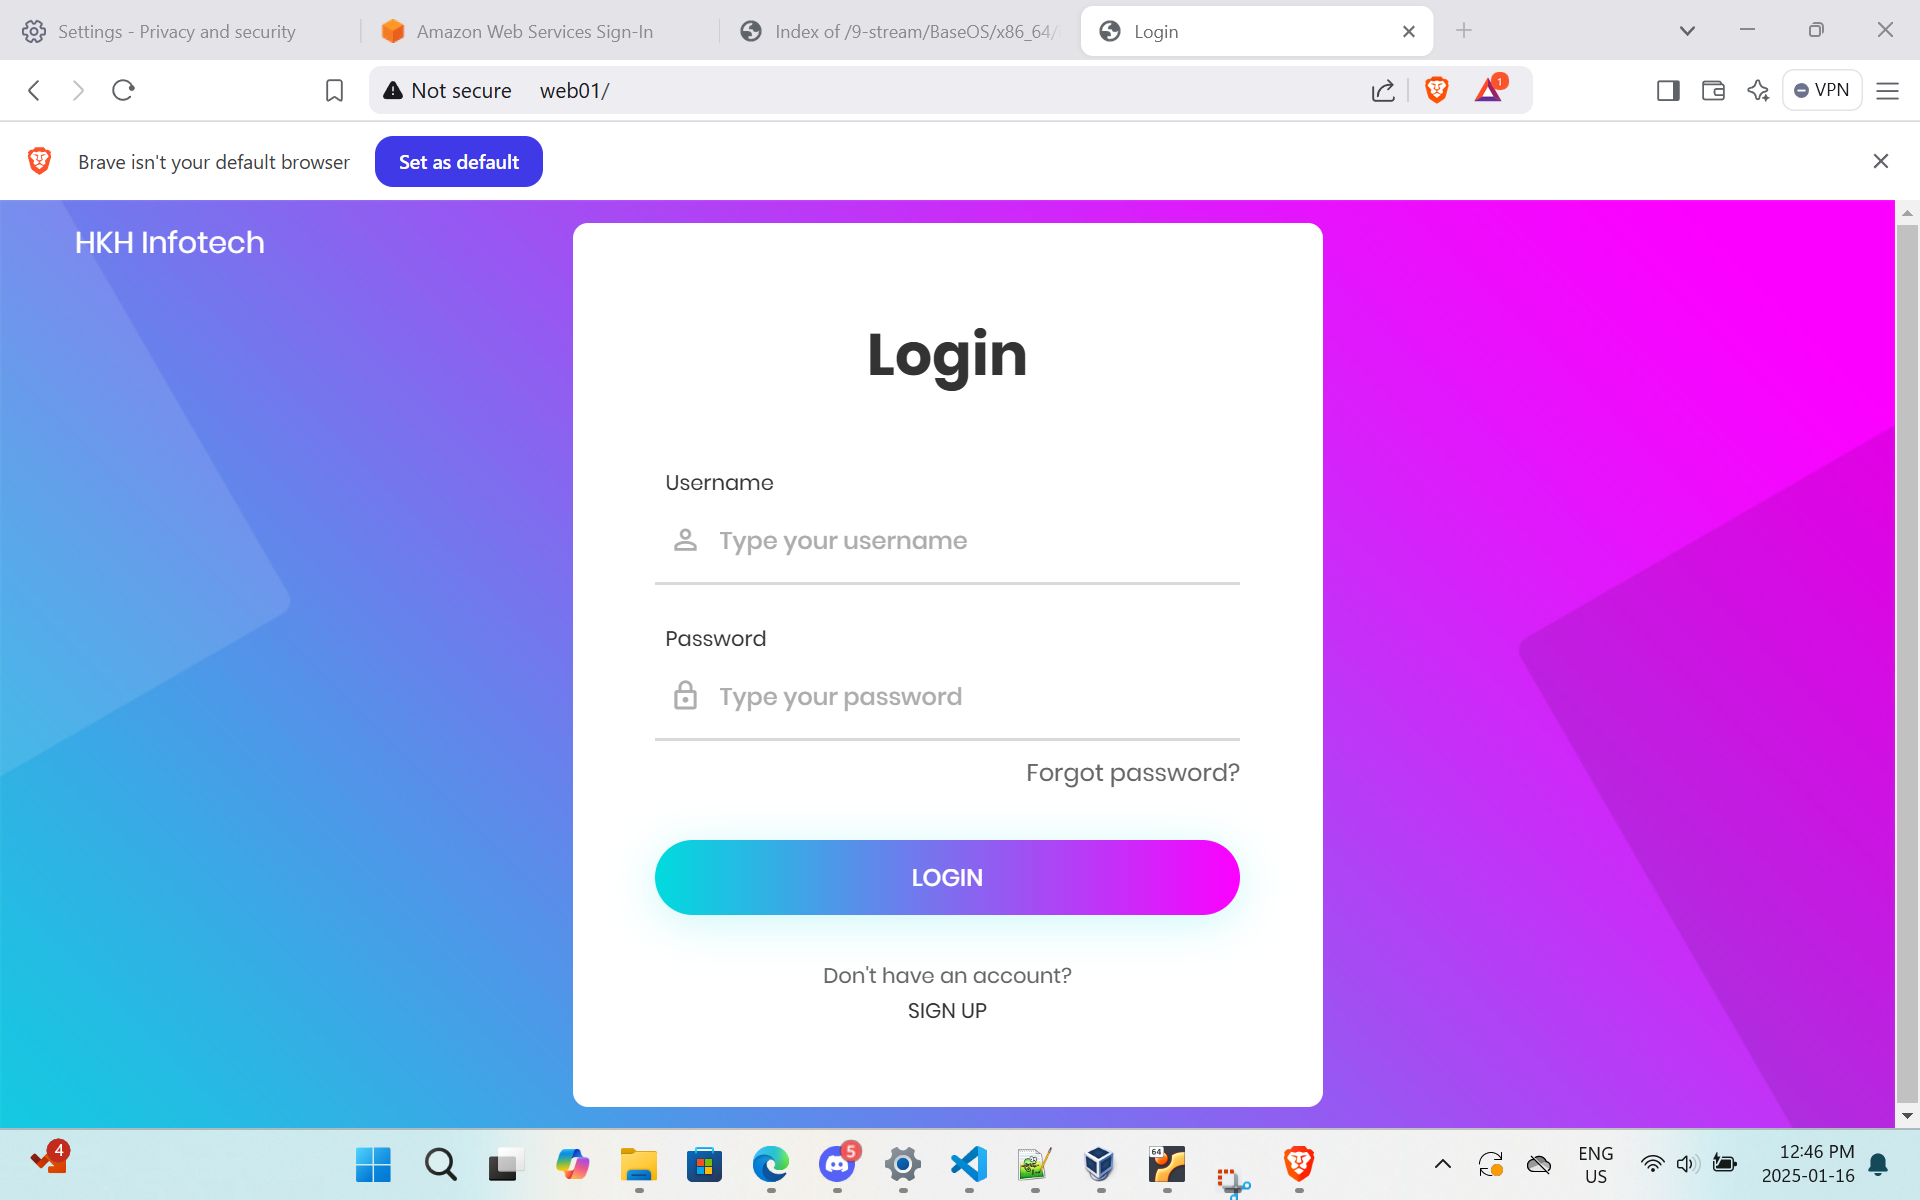 Settings - Privacy and security
Amazon Web Services Sign-In
Index of /9-stream/BaseOS/x86_64/
Login
Not secure
web01/
1
VPN
Brave isn't your default browser
Set as default
HKH Infotech
Login
Username
Type your username
Password
Type your password
Forgot password?
LOGIN
Don't have an account?
SIGN UP
4
5
64
ENG
US
12:46 PM
2025-01-16